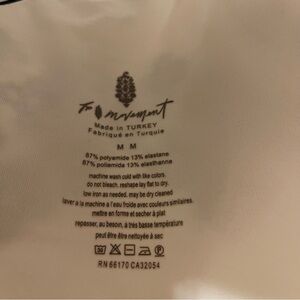 movement
Made in TURKEY
Fabriqué en Turquie
M M
87% polyamide 13% elastane
87% poliamida 13% elasthanne
machine wash cold with like colors.
do not bleach. reshape lay flat to dry.
low iron as needed. may be dry cleaned
laver a la machine a l'eau froide avec couleurs similaires.
mettre en forme et secher à plat
repasser, au besoin, à très basse température
peut être être nettoyée à sec
RN 66170 CA32054